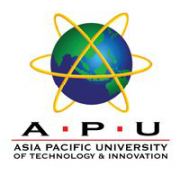 A·P·U
ASIA PACIFIC UNIVERSITY
OF TECHNOLOGY & INNOVATION